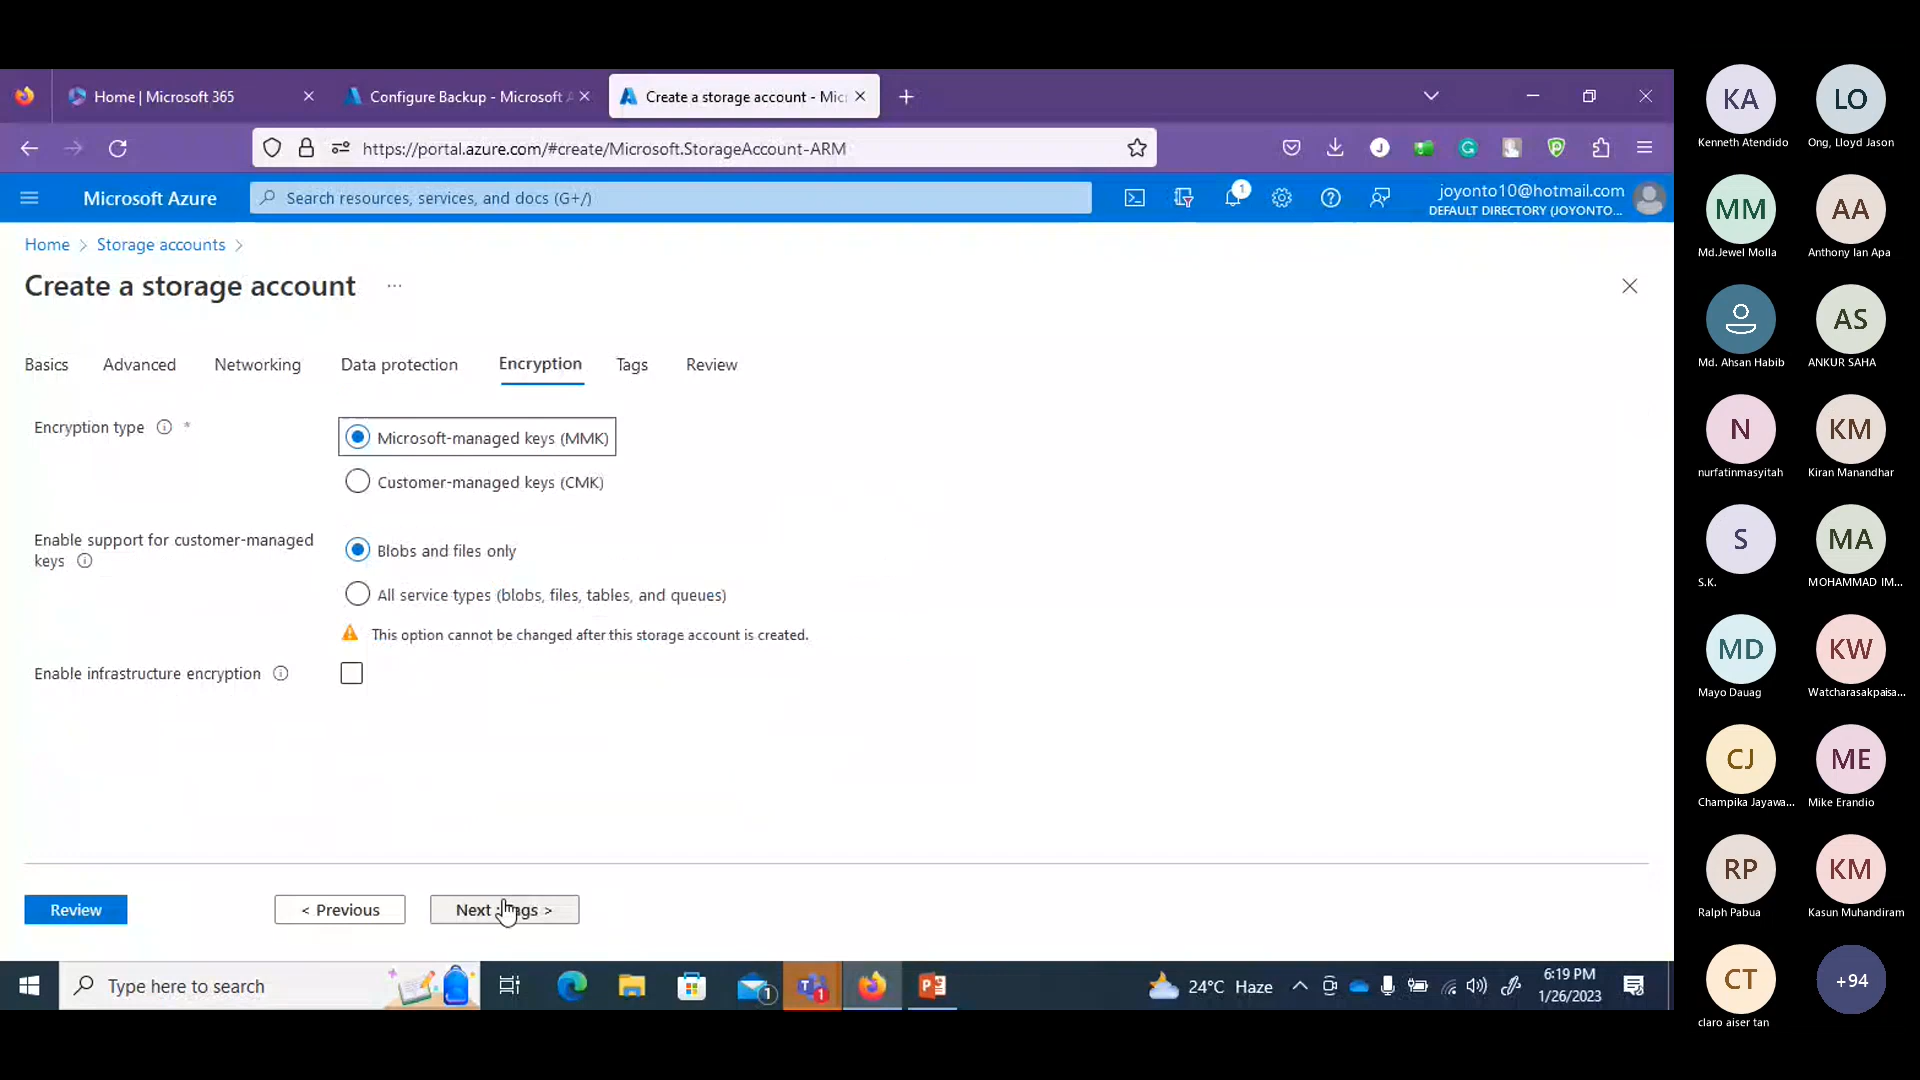 Home | Microsoft 365
Configure Backup - Microsoft A
Create a storage account - Mic
https://portal.azure.com/#create/Microsoft.StorageAccount-ARM
Microsoft Azure
Search resources, services, and docs (G+/)
1
joyonto10@hotmail.com
DEFAULT DIRECTORY (JOYONTO...
Home > Storage accounts >
Create a storage account ...
Basics Advanced Networking Data protection Encryption Tags Review
Encryption type *
Microsoft-managed keys (MMK)
Customer-managed keys (CMK)
Enable support for customer-managed
keys
Blobs and files only
All service types (blobs, files, tables, and queues)
This option cannot be changed after this storage account is created.
Enable infrastructure encryption
Review
< Previous
Next >
Type here to search
1
1
24°C Haze
6:19 PM
1/26/2023
KA
LO
Kenneth Atendido
Ong, Lloyd Jason
MM
AA
Md.Jewel Molla
Anthony Ian Apa
AS
Md. Ahsan Habib
ANKUR SAHA
N
KM
nurfatinmasyitah
Kiran Manandhar
S
MA
S.K.
MOHAMMAD IM...
MD
KW
Mayo Dauag
Watcharasakpaisa...
CJ
ME
Champika Jayawa...
Mike Erandio
RP
KM
Ralph Pabua
Kasun Muhandiram
CT
+94
claro aiser tan